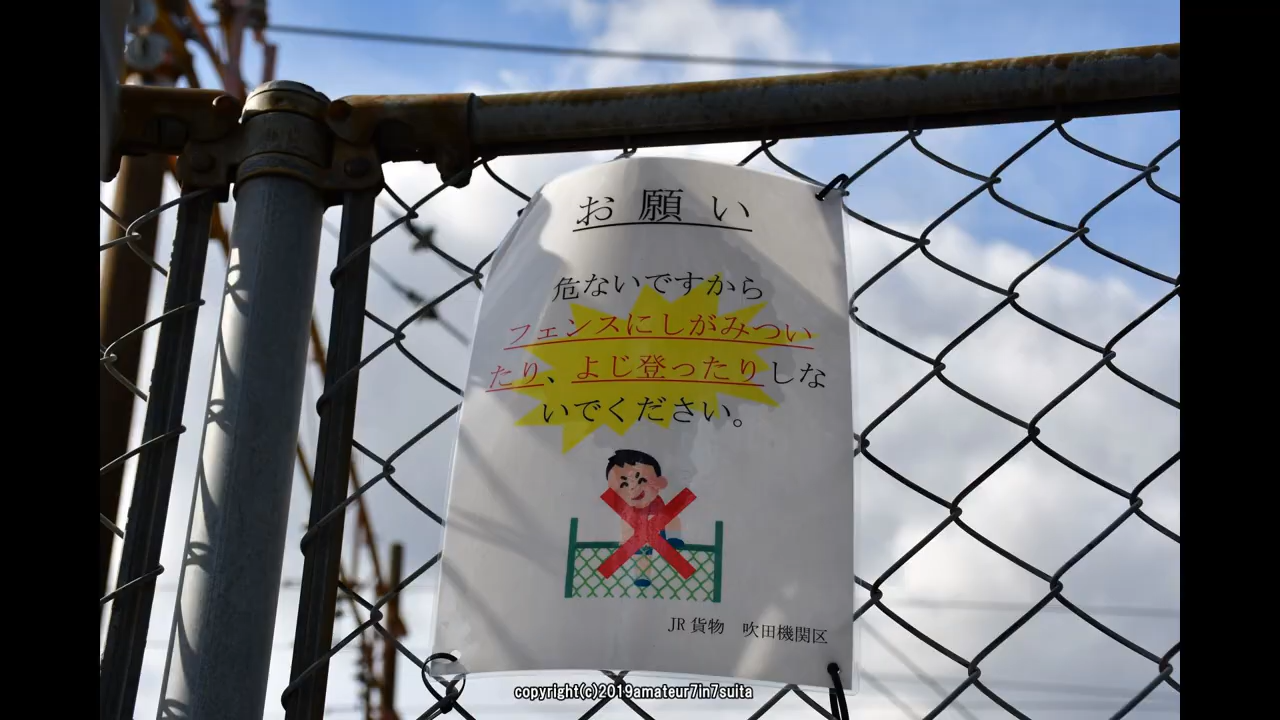 お願い
危ないですから
フェンスにしがみつい
たり、よじ登ったりしな
いでください。
JR貨物　吹田機関区
copyright(c)2019amateur7in7suita